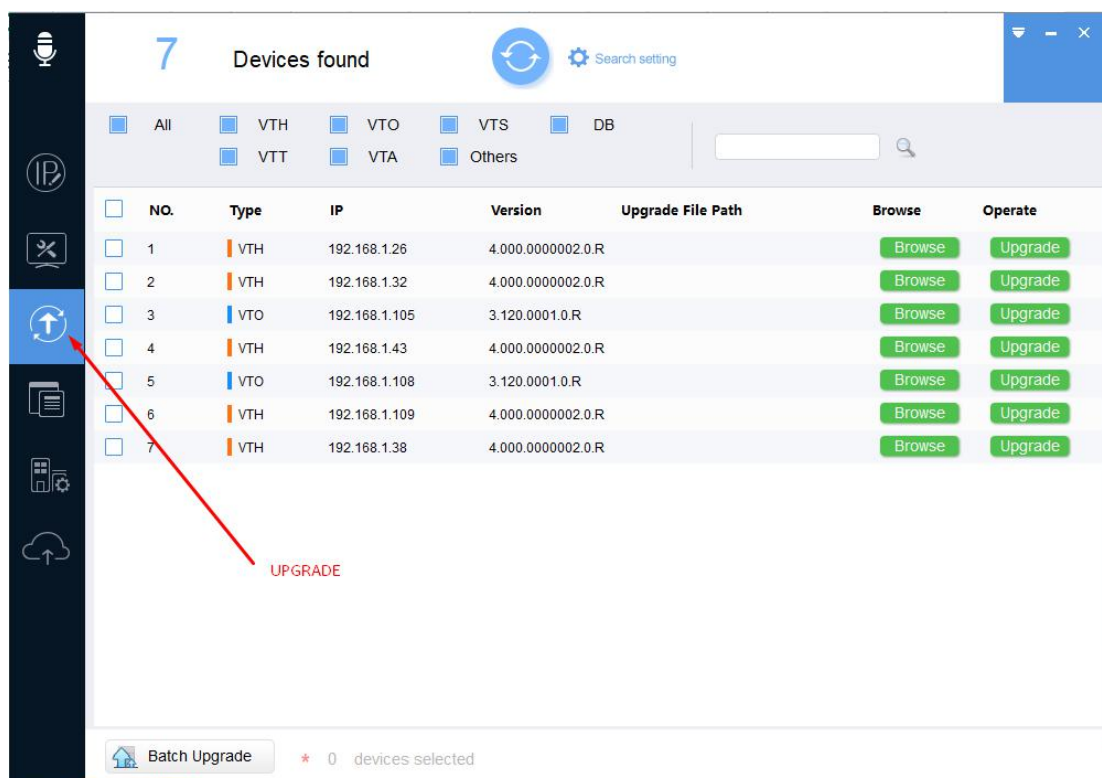 7 Devices found Search setting
All VTH VTO VTS DB
VTT VTA Others
IP
NO. Type IP Version Upgrade File Path Browse Operate
1 VTH 192.168.1.26 4.000.0000002.0.R Browse Upgrade
2 VTH 192.168.1.32 4.000.0000002.0.R Browse Upgrade
3 VTO 192.168.1.105 3.120.0001.0.R Browse Upgrade
4 VTH 192.168.1.43 4.000.0000002.0.R Browse Upgrade
5 VTO 192.168.1.108 3.120.0001.0.R Browse Upgrade
6 VTH 192.168.1.109 4.000.0000002.0.R Browse Upgrade
7 VTH 192.168.1.38 4.000.0000002.0.R Browse Upgrade
UPGRADE
Batch Upgrade * 0 devices selected